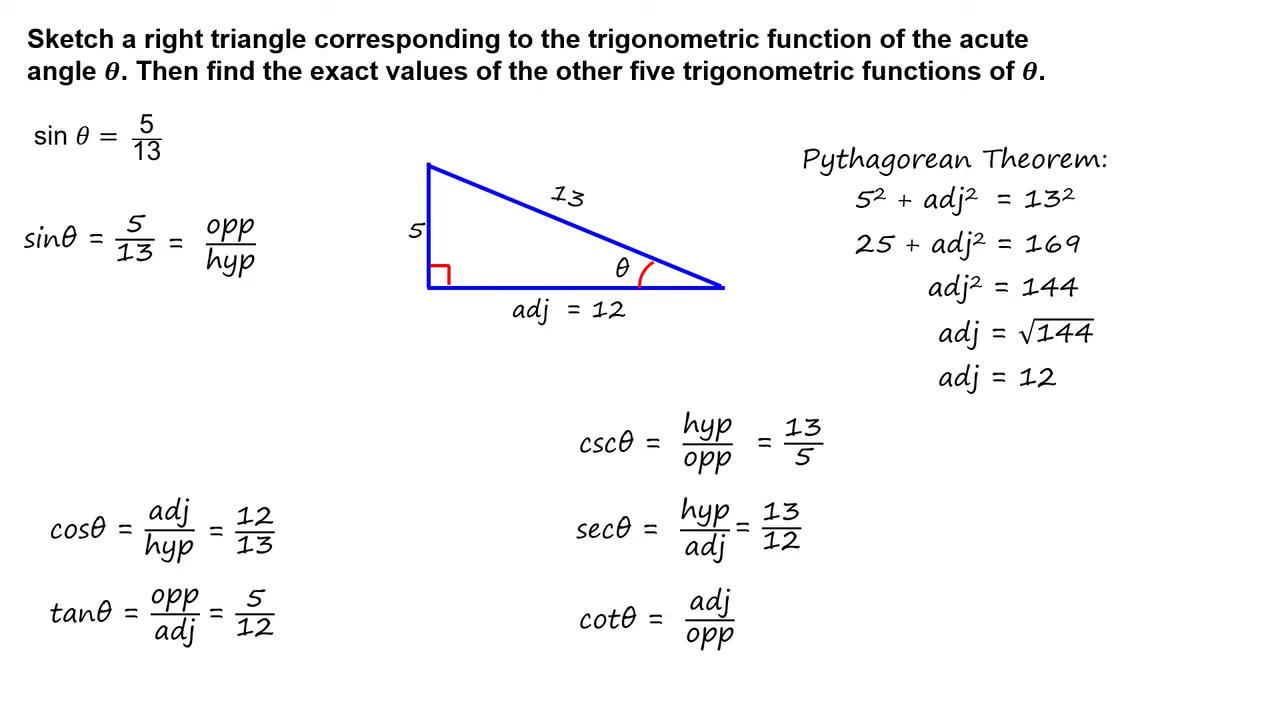 Sketch a right triangle corresponding to the trigonometric function of the acute
angle θ. Then find the exact values of the other five trigonometric functions of θ.
sin θ = 5/13
sinθ = 5/13 = opp/hyp
13
5
θ
adj = 12
Pythagorean Theorem:
5² + adj² = 13²
25 + adj² = 169
adj² = 144
adj = √144
adj = 12
cscθ = hyp/opp = 13/5
cosθ = adj/hyp = 12/13
secθ = hyp/adj = 13/12
tanθ = opp/adj = 5/12
cotθ = adj/opp